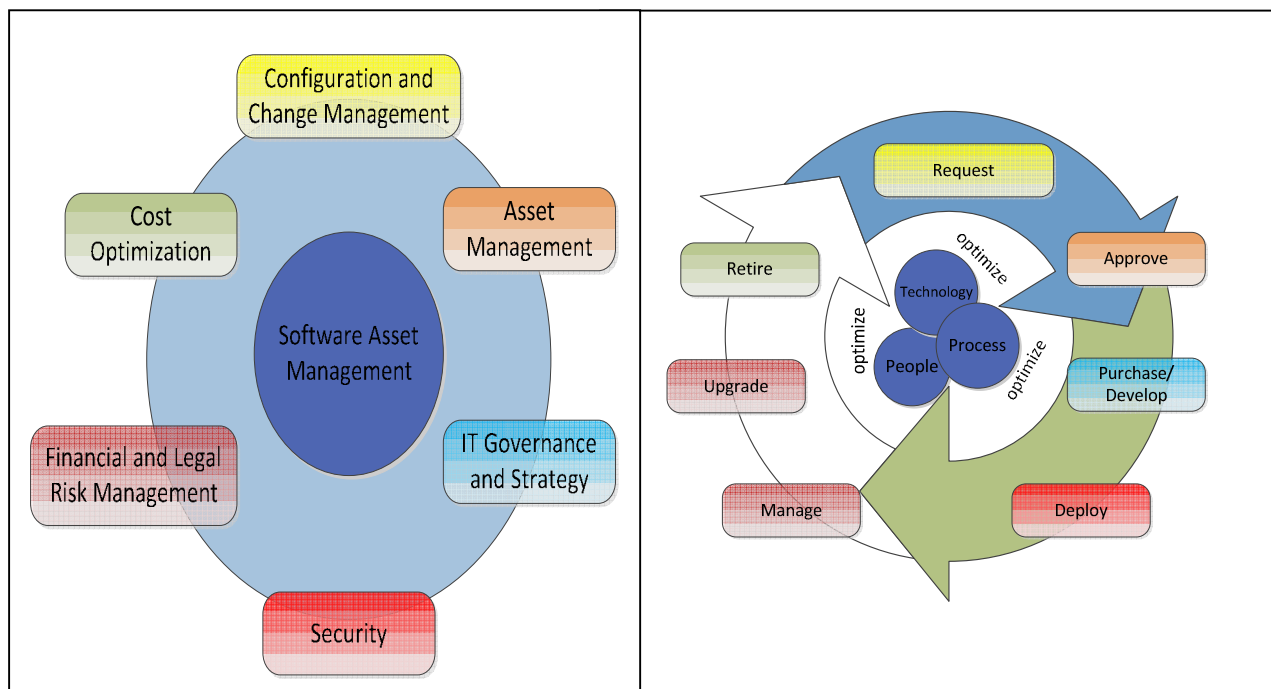 Configuration and
Change Management
Cost
Optimization
Asset
Management
Software Asset
Management
Financial and Legal
Risk Management
IT Governance
and Strategy
Security
Request
optimize
Retire
Approve
Technology
optimize
Process
optimize
People
Upgrade
Purchase/
Develop
Manage
Deploy